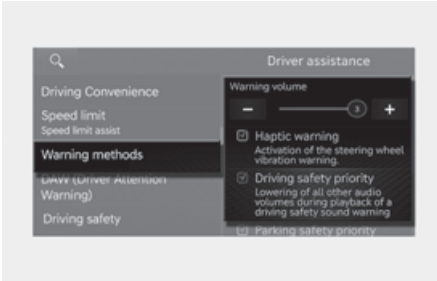 Driver assistance
Driving Convenience
Speed limit
Speed limit assist
Warning methods
DAW (Driver Attention
Warning)
Driving safety
Warning volume
− 3 +
Haptic warning
Activation of the steering wheel
vibration warning.
Driving safety priority
Lowering of all other audio
volumes during playback of a
driving safety sound warning
Parking safety priority